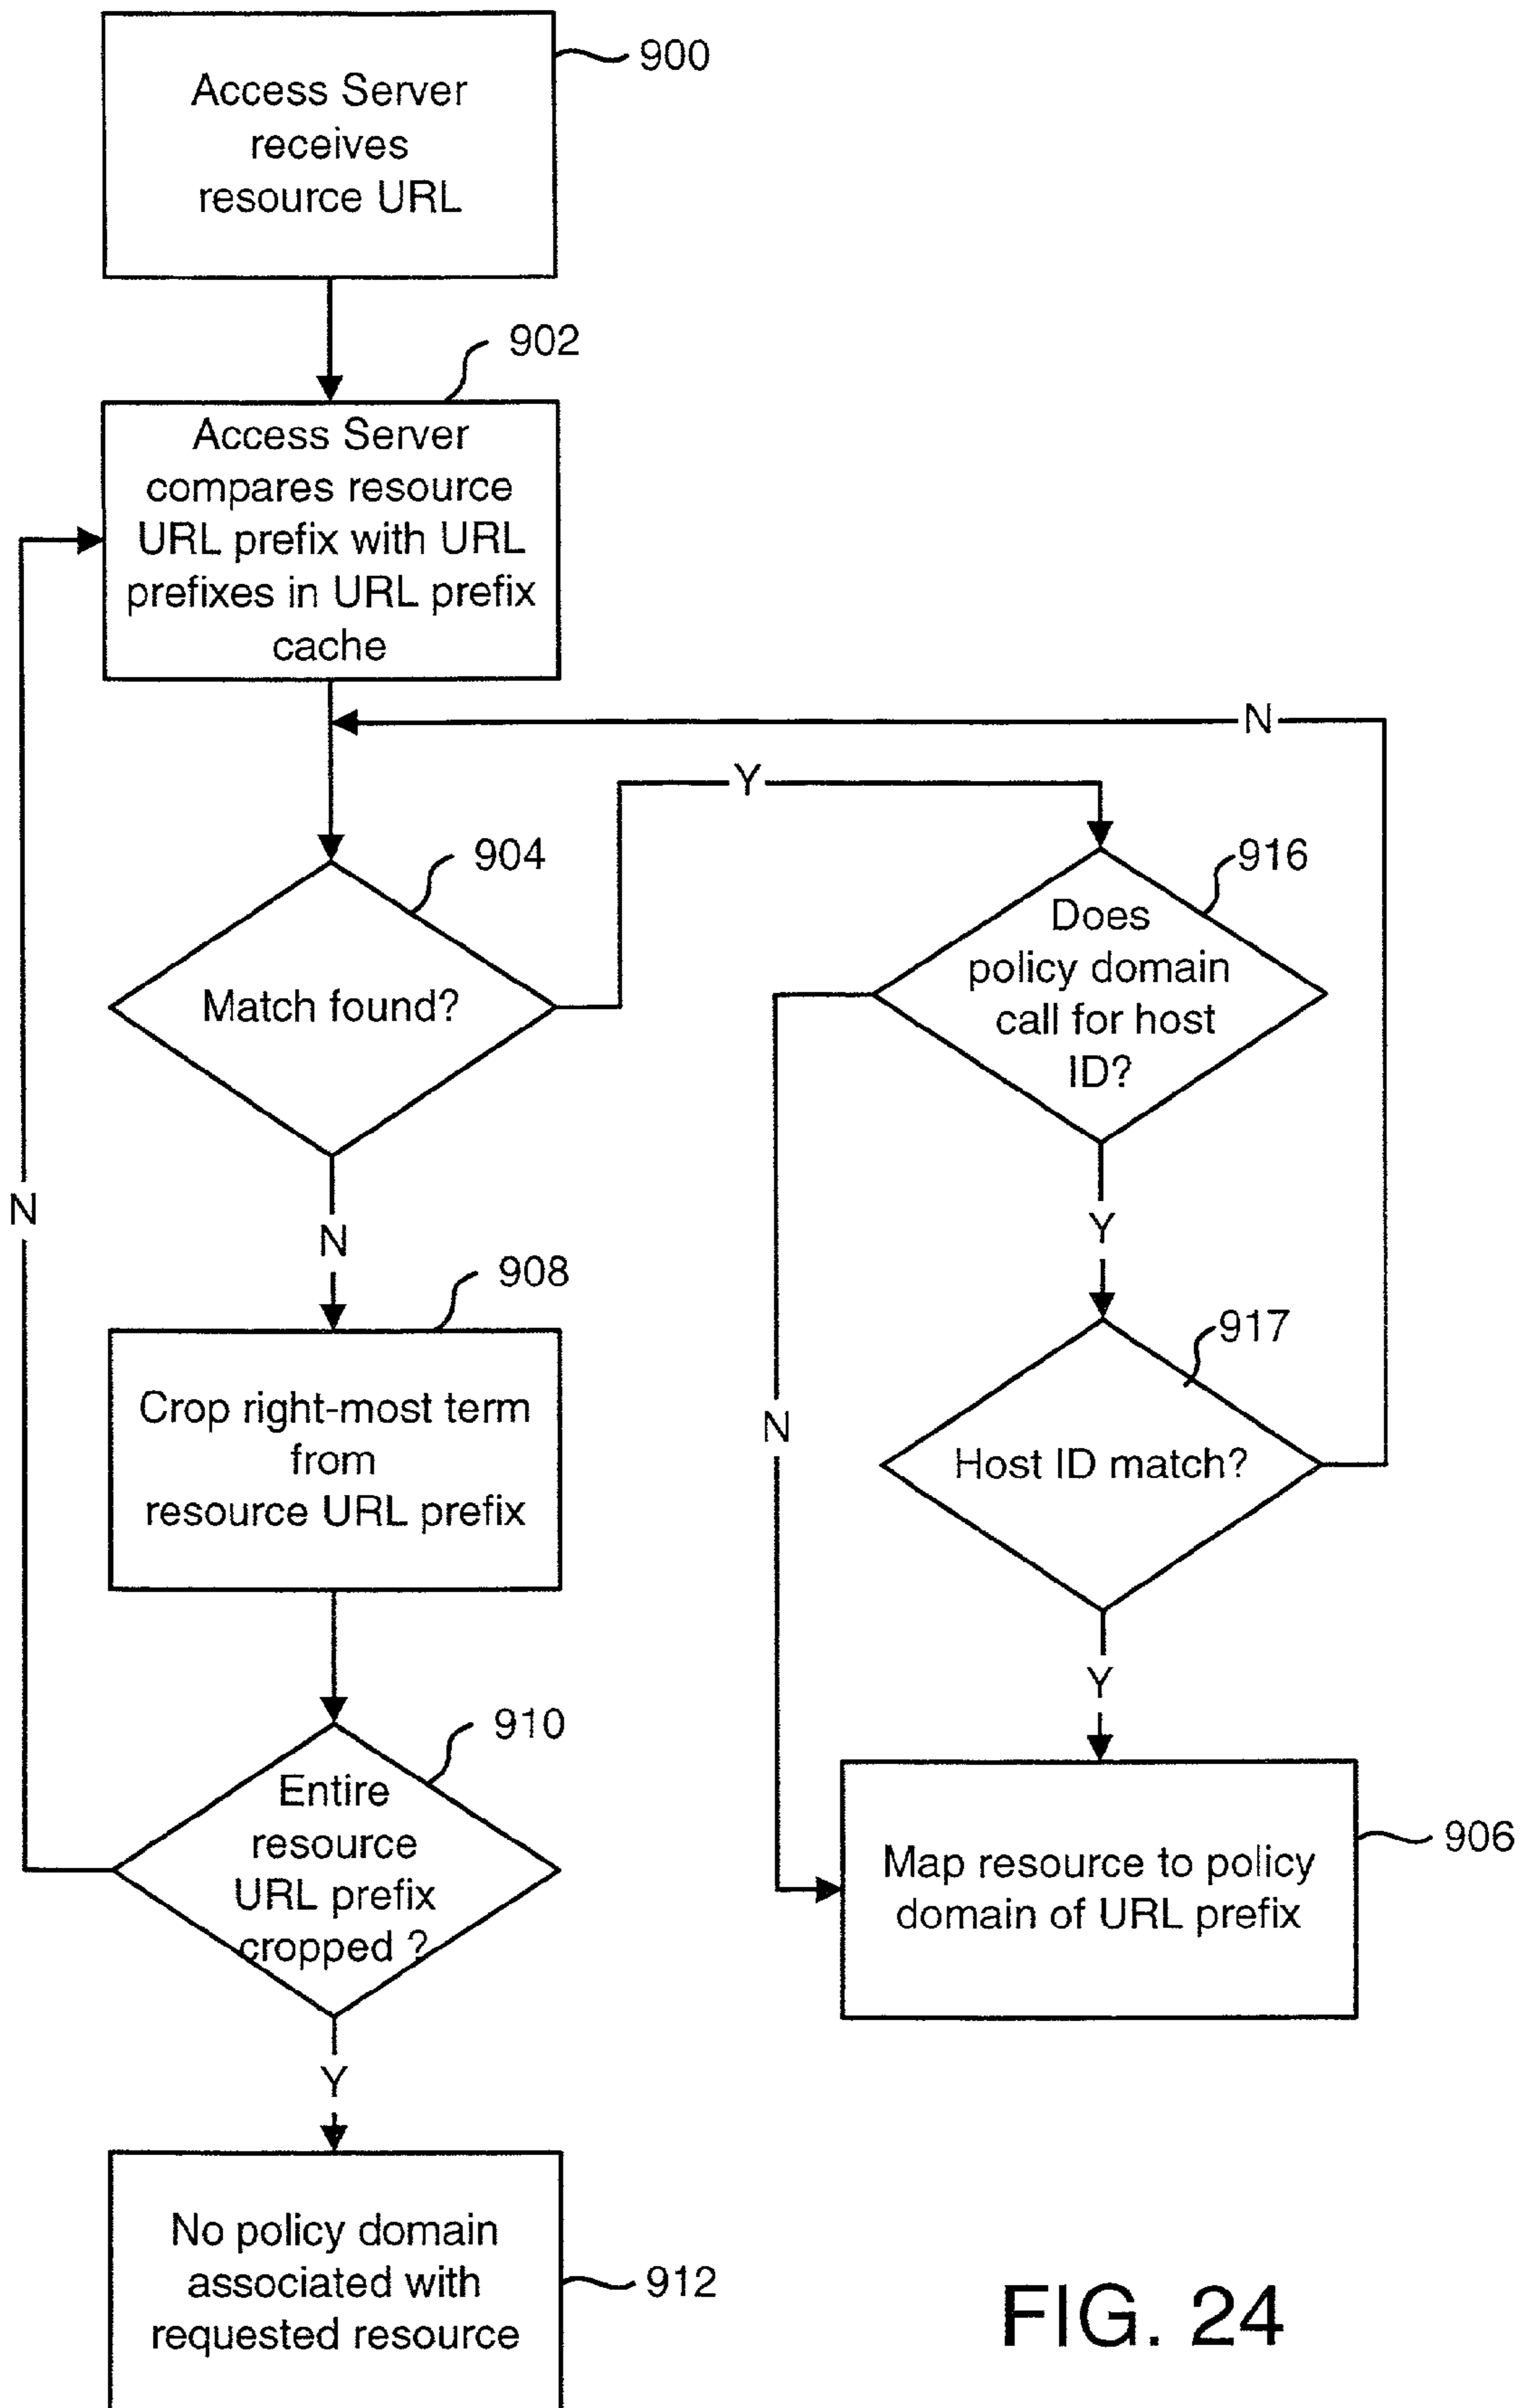 900
Access Server
receives
resource URL
902
Access Server
compares resource
URL prefix with URL
prefixes in URL prefix
cache
N
Y
904
Match found?
916
Does
policy domain
call for host
ID?
N
N
Y
908
Crop right-most term
from
resource URL prefix
917
N
Host ID match?
Y
910
Entire
resource
URL prefix
cropped ?
906
Map resource to policy
domain of URL prefix
Y
No policy domain
associated with
requested resource
912
FIG. 24